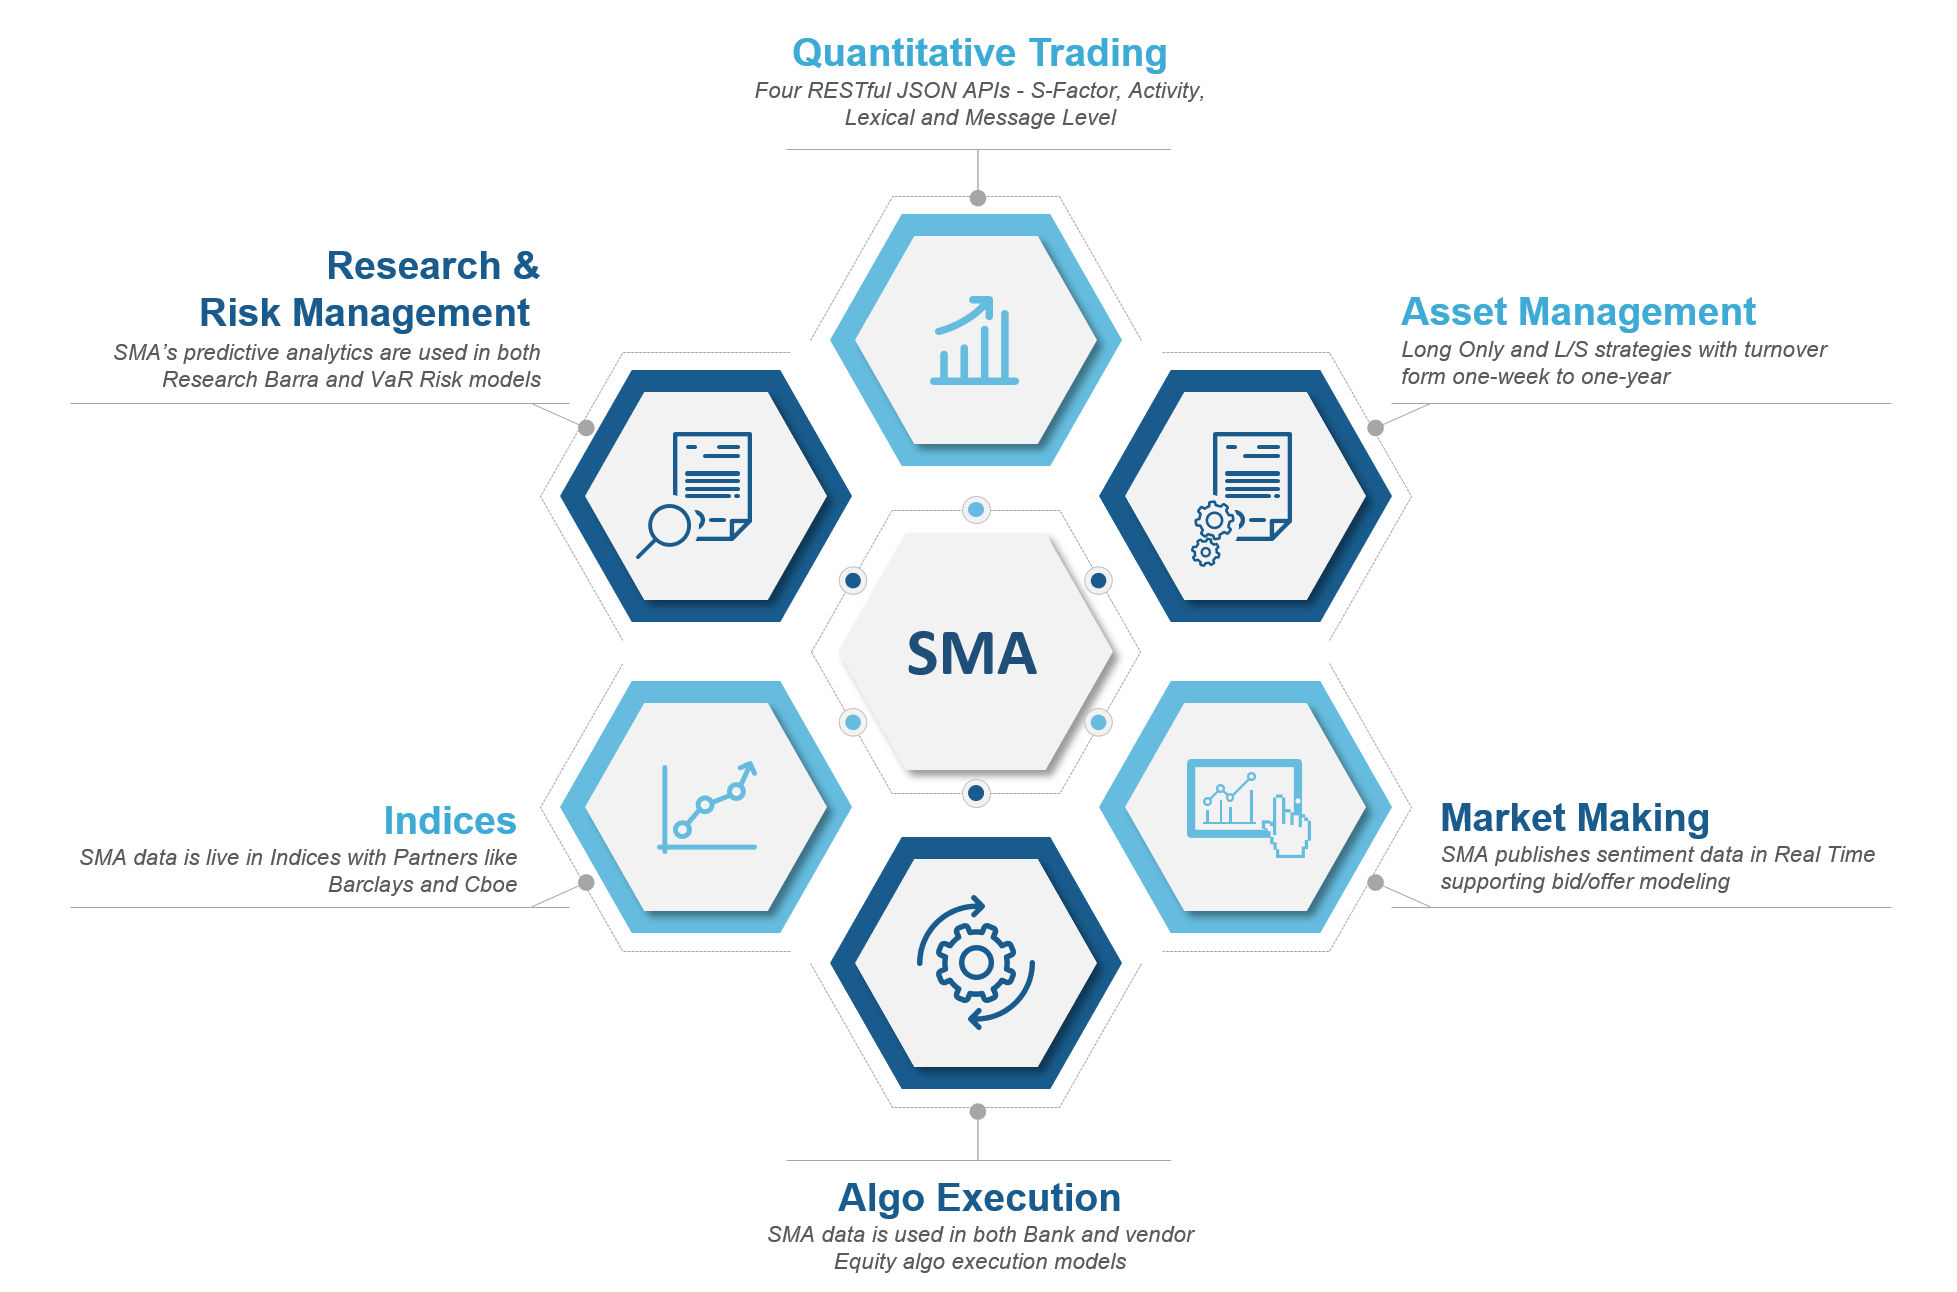 Quantitative Trading
Four RESTful JSON APIs - S-Factor, Activity,
Lexical and Message Level
Research &
Risk Management
SMA’s predictive analytics are used in both
Research Barra and VaR Risk models
Asset Management
Long Only and L/S strategies with turnover
form one-week to one-year
SMA
Indices
SMA data is live in Indices with Partners like
Barclays and Cboe
Market Making
SMA publishes sentiment data in Real Time
supporting bid/offer modeling
Algo Execution
SMA data is used in both Bank and vendor
Equity algo execution models